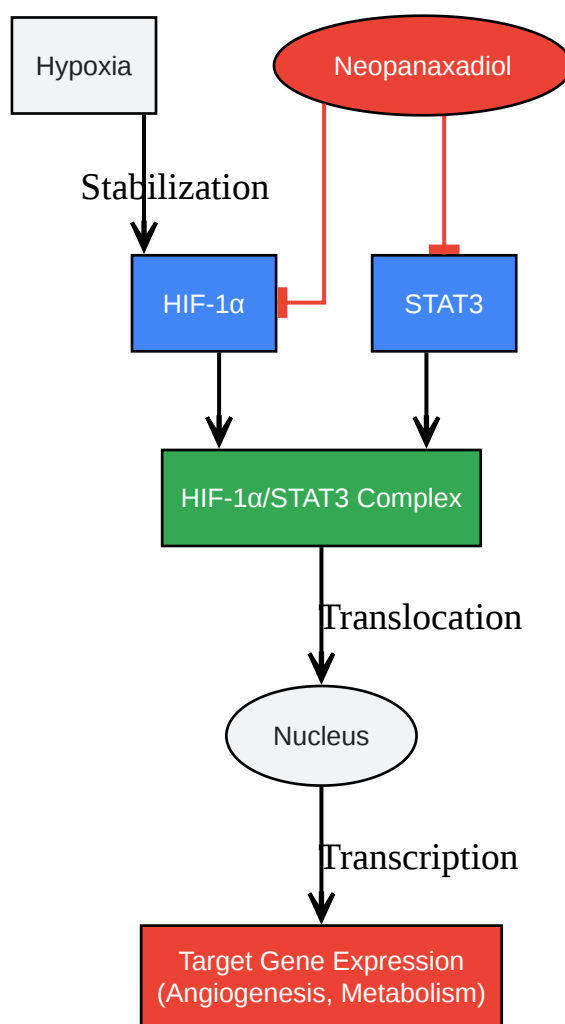 Hypoxia
Neopanaxadiol
Stabilization
HIF-1α
STAT3
HIF-1α/STAT3 Complex
Translocation
Nucleus
Transcription
Target Gene Expression
(Angiogenesis, Metabolism)